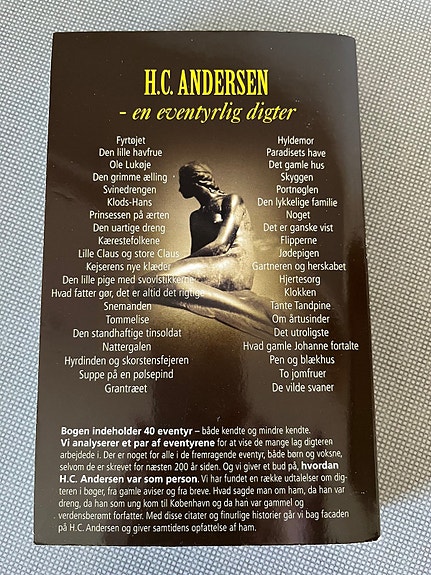 H.C. ANDERSEN
- en eventyrlig digter
Fyrtøjet
Den lille havfrue
Ole Lukøje
Den grimme ælling
Svinedrengen
Klods-Hans
Prinsessen på ærten
Den uartige dreng
Kærestefolkene
Lille Claus og store Claus
Kejserens nye klæder
Den lille pige med svovlstikkerne
Hvad fatter gør, det er altid det rigtige
Snemanden
Tommelise
Den standhaftige tinsoldat
Nattergalen
Hyrdinden og skorstensfejeren
Suppe på en pølsepind
Grantræet
Hyldemor
Paradisets have
Det gamle hus
Skyggen
Portnøglen
Den lykkelige familie
Noget
Det er ganske vist
Flipperne
Jødepigen
Gartneren og herskabet
Hjertesorg
Klokken
Tante Tandpine
Om årtusinder
Det utroligste
Hvad gamle Johanne fortalte
Pen og blækhus
To jomfruer
De vilde svaner
Bogen indeholder 40 eventyr – både kendte og mindre kendte.
Vi analyserer et par af eventyrene for at vise de mange lag digteren
arbejdede i. Der er noget for alle i de fremragende eventyr, både børn og voksne,
selvom de er skrevet for næsten 200 år siden. Og vi giver et bud på, hvordan
H.C. Andersen var som person. Vi har fundet en række udtalelser om dig-
teren i bøger, fra gamle aviser og fra breve. Hvad sagde man om ham, da han var
dreng, da han som ung kom til København og da han var gammel og
verdensberømt forfatter. Med disse citater og finurlige historier går vi bag facaden
på H.C. Andersen og giver samtidens opfattelse af ham.